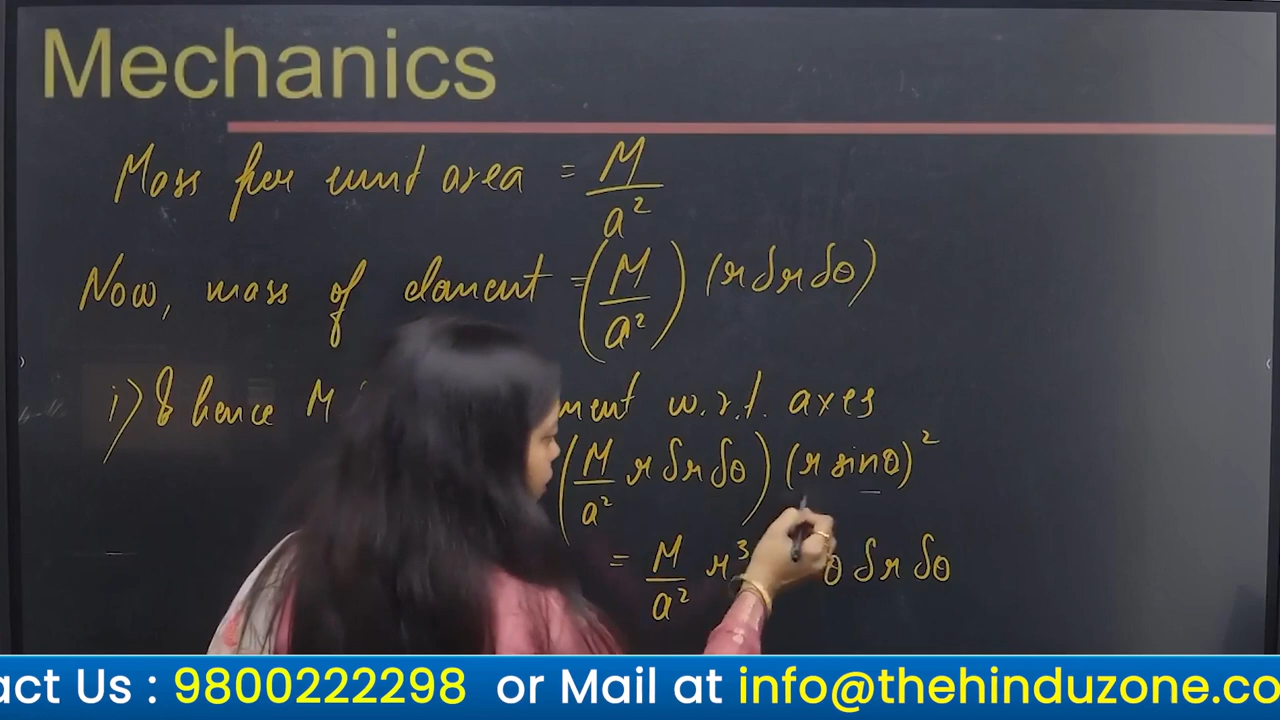 Mechanics
Mass per unit area = M/a²
Now, mass of element = (M/a²) (r δr δθ)
i) & hence M ment w.r.t. axes
(M/a² r δr δθ) (r sinθ)²
= M/a² r³ θ δr δθ
act Us : 9800222298 or Mail at info@thehinduzone.co